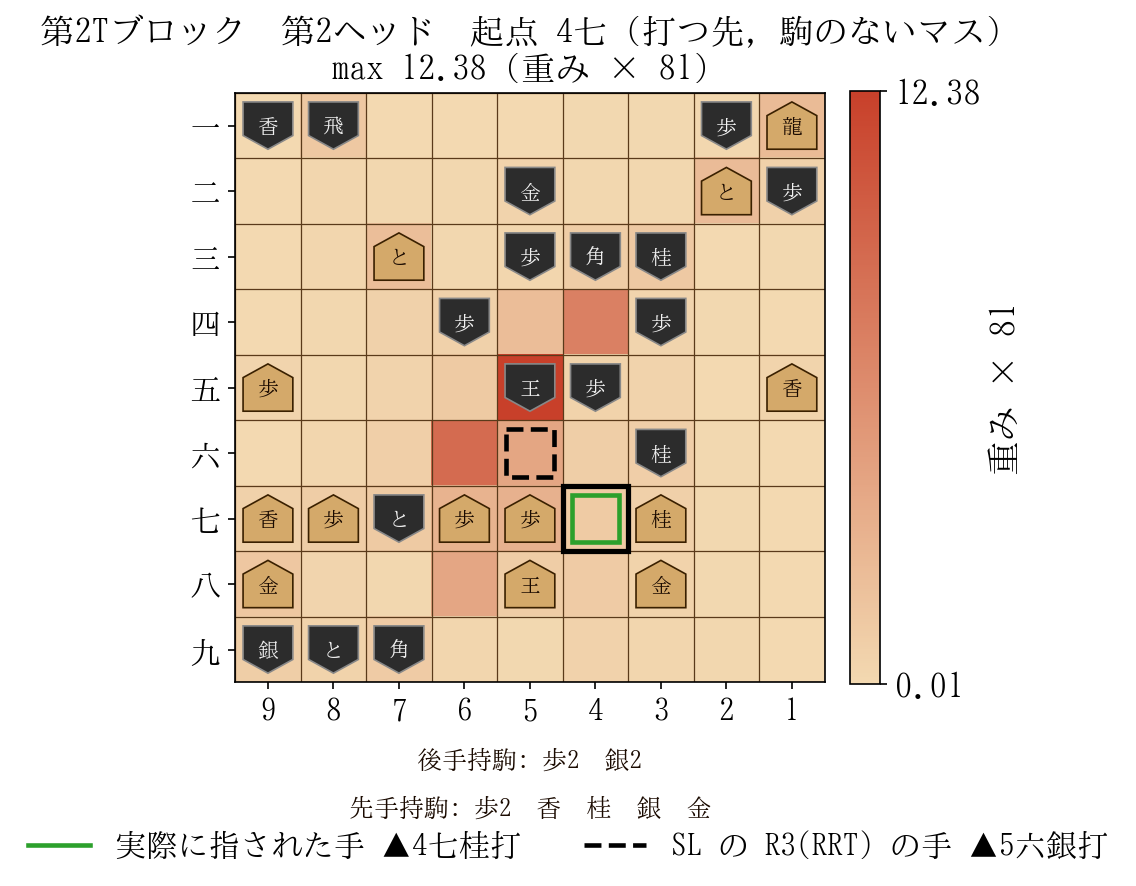 第2Tブロック　第2ヘッド　起点 4七（打つ先，駒のないマス）
max 12.38（重み × 81）
12.38
一 香 飛 歩 龍
二 金 と 歩
三 と 歩 角 桂
四 歩 歩
五 歩 王 歩 香
六 桂
七 香 歩 と 歩 歩 桂
八 金 王 金
九 銀 と 角
0.01
重み × 81
9 8 7 6 5 4 3 2 1
後手持駒: 歩2　銀2
先手持駒: 歩2　香　桂　銀　金
実際に指された手 ▲4七桂打
SL の R3(RRT) の手 ▲5六銀打